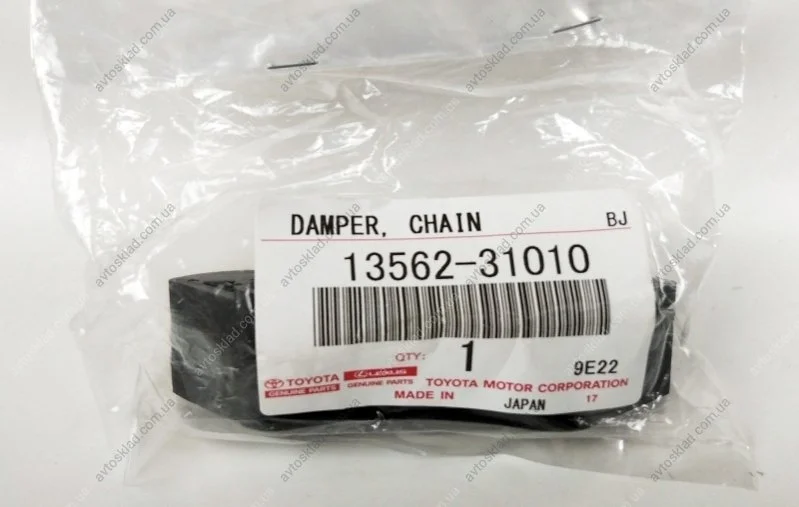 DAMPER, CHAIN BJ
13562-31010
QTY: 1 9E22
TOYOTA LEXUS
GENUINE PARTS GENUINE PARTS TOYOTA MOTOR CORPORATION
MADE IN JAPAN 17
avtosklad.com.ua